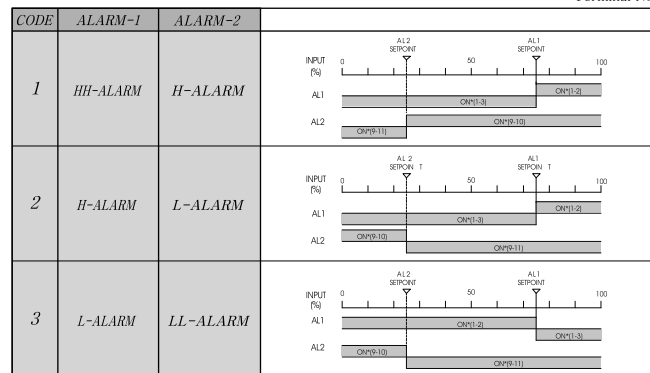 CODE ALARM-1 ALARM-2
1 HH-ALARM H-ALARM
AL 2 SETPOINT
AL 1 SETPOINT
INPUT (%) 0 50 100
AL1 ON*(1-3) ON*(1-2)
AL2 ON*(9-11) ON*(9-10)
2 H-ALARM L-ALARM
AL 2 SETPOIN T
AL1 SETPOIN T
INPUT (%) 0 50 100
AL1 ON*(1-3) ON*(1-2)
AL2 ON*(9-10) ON*(9-11)
3 L-ALARM LL-ALARM
AL 2 SETPOINT
AL 1 SETPOINT
INPUT (%) 0 50 100
AL1 ON*(1-2) ON*(1-3)
AL2 ON*(9-10) ON*(9-11)